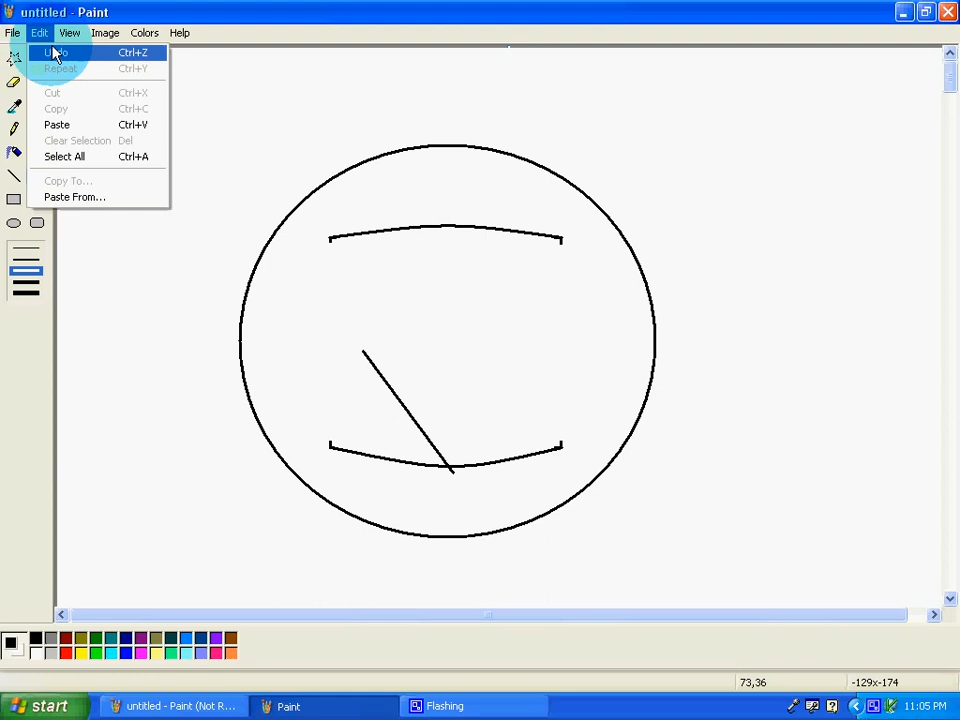 untitled - Paint
File Edit View Image Colors Help
Undo Ctrl+Z
Repeat Ctrl+Y
Cut Ctrl+X
Copy Ctrl+C
Paste Ctrl+V
Clear Selection Del
Select All Ctrl+A
Copy To...
Paste From...
73,36
-129x-174
start
untitled - Paint (Not R...
Paint
Flashing
11:05 PM